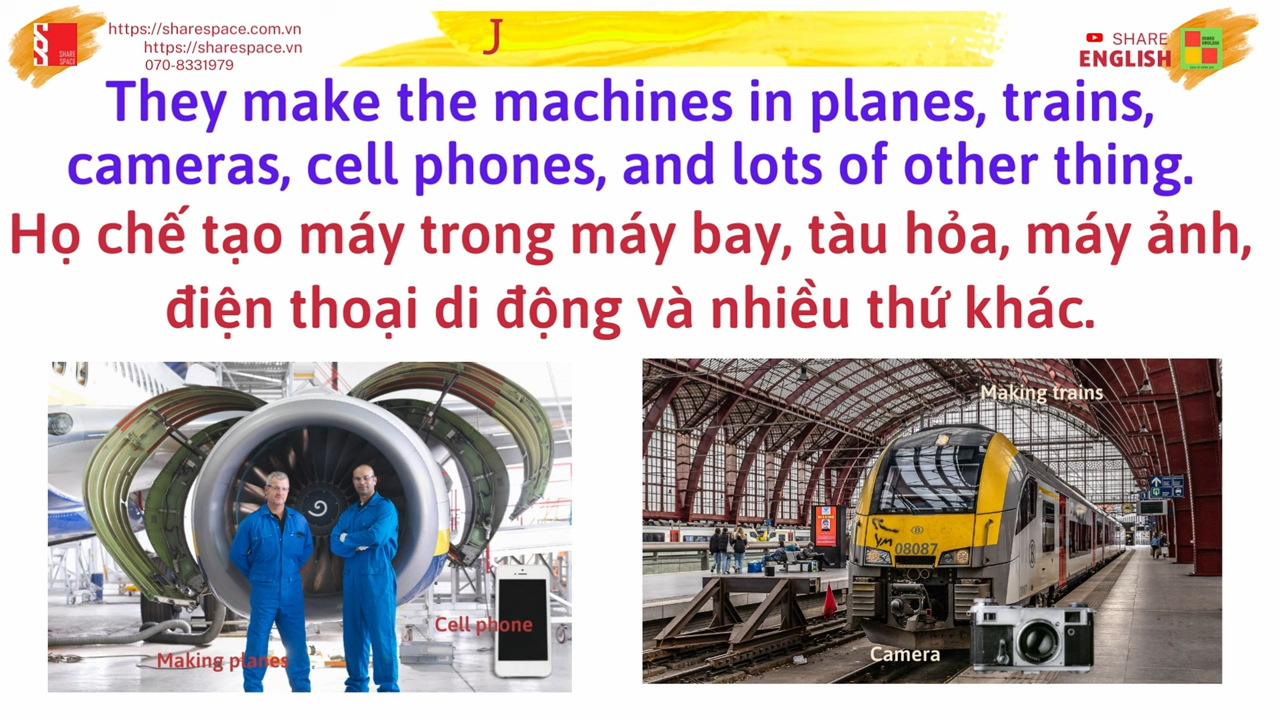 https://sharespace.com.vn
https://sharespace.vn
070-8331979
SHARE
SPACE
J
SHARE
ENGLISH
They make the machines in planes, trains,
cameras, cell phones, and lots of other thing.
Họ chế tạo máy trong máy bay, tàu hỏa, máy ảnh,
điện thoại di động và nhiều thứ khác.
Making planes
Cell phone
Making trains
08087
Camera